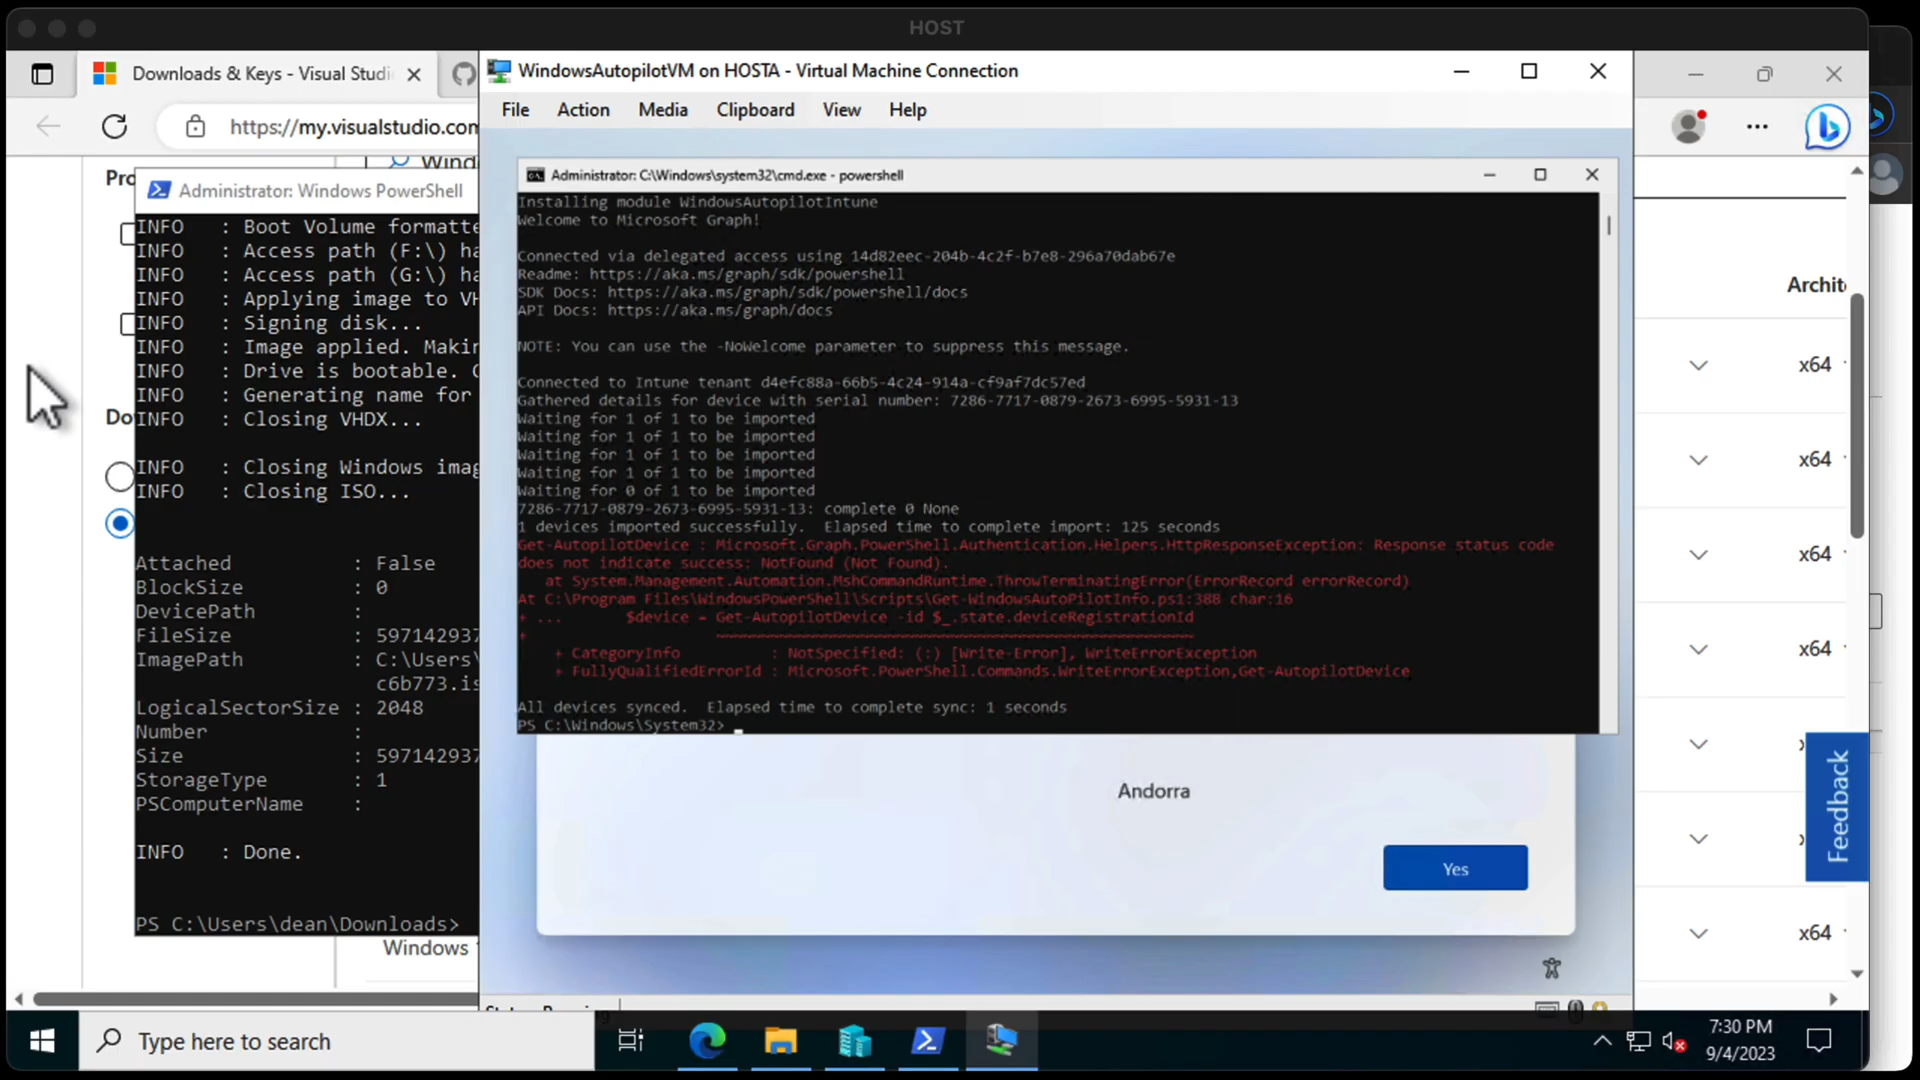 HOST
Downloads & Keys - Visual Studi
https://my.visualstudio.com
Pro
Wind
Do
Windows
Archite
x64
x64
x64
x64
x64
Feedback
Administrator: Windows PowerShell
INFO   : Boot Volume formatte
INFO   : Access path (F:\) ha
INFO   : Access path (G:\) ha
INFO   : Applying image to VH
INFO   : Signing disk...
INFO   : Image applied. Makin
INFO   : Drive is bootable. C
INFO   : Generating name for
INFO   : Closing VHDX...
INFO   : Closing Windows imag
INFO   : Closing ISO...
Attached          : False
BlockSize         : 0
DevicePath        :
FileSize          : 597142937
ImagePath         : C:\Users\
c6b773.is
LogicalSectorSize : 2048
Number            :
Size              : 597142937
StorageType       : 1
PSComputerName    :
INFO   : Done.
PS C:\Users\dean\Downloads>
WindowsAutopilotVM on HOSTA - Virtual Machine Connection
File Action Media Clipboard View Help
Administrator: C:\Windows\system32\cmd.exe - powershell
Installing module WindowsAutopilotIntune
Welcome to Microsoft Graph!
Connected via delegated access using 14d82eec-204b-4c2f-b7e8-296a70dab67e
Readme: https://aka.ms/graph/sdk/powershell
SDK Docs: https://aka.ms/graph/sdk/powershell/docs
API Docs: https://aka.ms/graph/docs
NOTE: You can use the -NoWelcome parameter to suppress this message.
Connected to Intune tenant d4efc88a-66b5-4c24-914a-cf9af7dc57ed
Gathered details for device with serial number: 7286-7717-0879-2673-6995-5931-13
Waiting for 1 of 1 to be imported
Waiting for 1 of 1 to be imported
Waiting for 1 of 1 to be imported
Waiting for 1 of 1 to be imported
Waiting for 0 of 1 to be imported
7286-7717-0879-2673-6995-5931-13: complete 0 None
1 devices imported successfully.  Elapsed time to complete import: 125 seconds
Get-AutopilotDevice : Microsoft.Graph.PowerShell.Authentication.Helpers.HttpResponseException: Response status code
does not indicate success: NotFound (Not Found).
at System.Management.Automation.MshCommandRuntime.ThrowTerminatingError(ErrorRecord errorRecord)
At C:\Program Files\WindowsPowerShell\Scripts\Get-WindowsAutoPilotInfo.ps1:388 char:16
+ ...       $device = Get-AutopilotDevice -id $_.state.deviceRegistrationId
+                     ~~~~~~~~~~~~~~~~~~~~~~~~~~~~~~~~~~~~~~~~~~~~~~~~~~~~~
+ CategoryInfo          : NotSpecified: (:) [Write-Error], WriteErrorException
+ FullyQualifiedErrorId : Microsoft.PowerShell.Commands.WriteErrorException,Get-AutopilotDevice
All devices synced.  Elapsed time to complete sync: 1 seconds
PS C:\Windows\System32>
Andorra
Yes
Type here to search
7:30 PM
9/4/2023